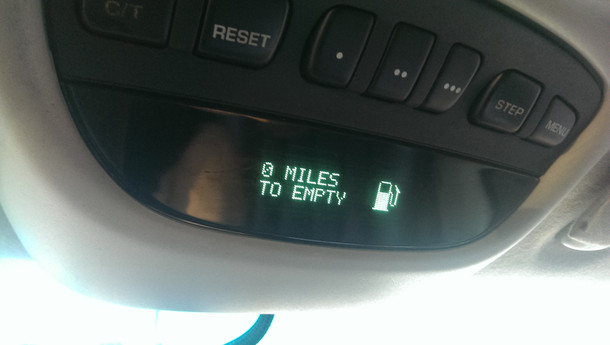 C/T
RESET
STEP
MENU
0 MILES
TO EMPTY